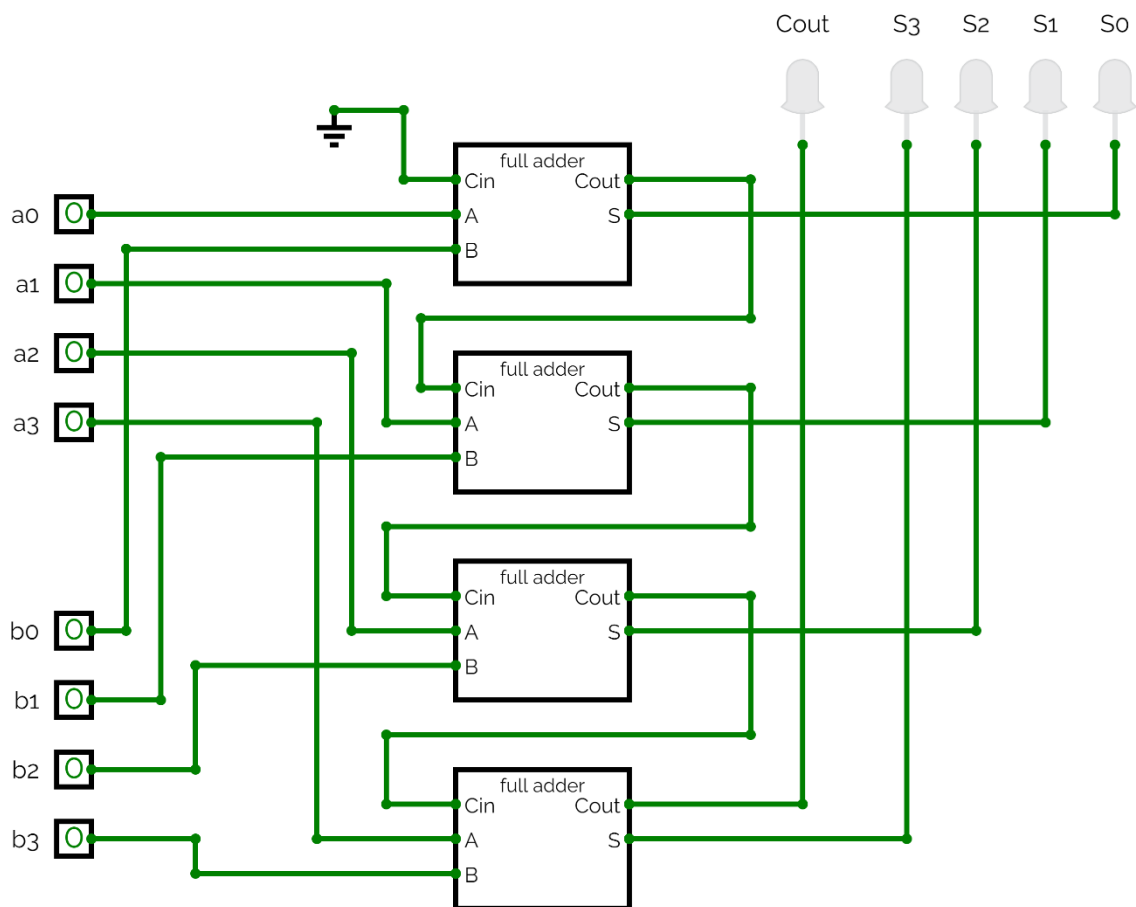 Cout S3 S2 S1 S0
full adder
Cin Cout
a0 0 A S
B
a1 0
a2 0
full adder
Cin Cout
a3 0 A S
B
full adder
Cin Cout
b0 0 A S
B
b1 0
b2 0
full adder
Cin Cout
b3 0 A S
B